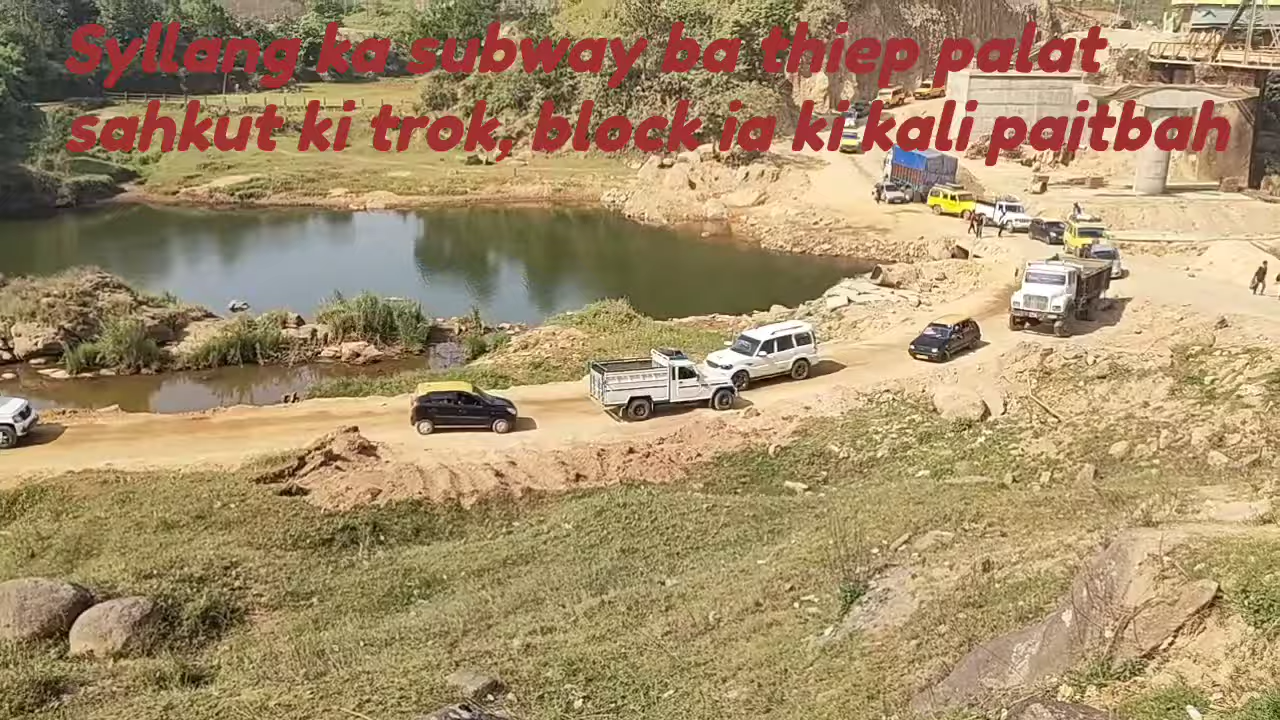 Syllang ka subway ba thiep palat
sahkut ki trok, block ia ki kali paitbah